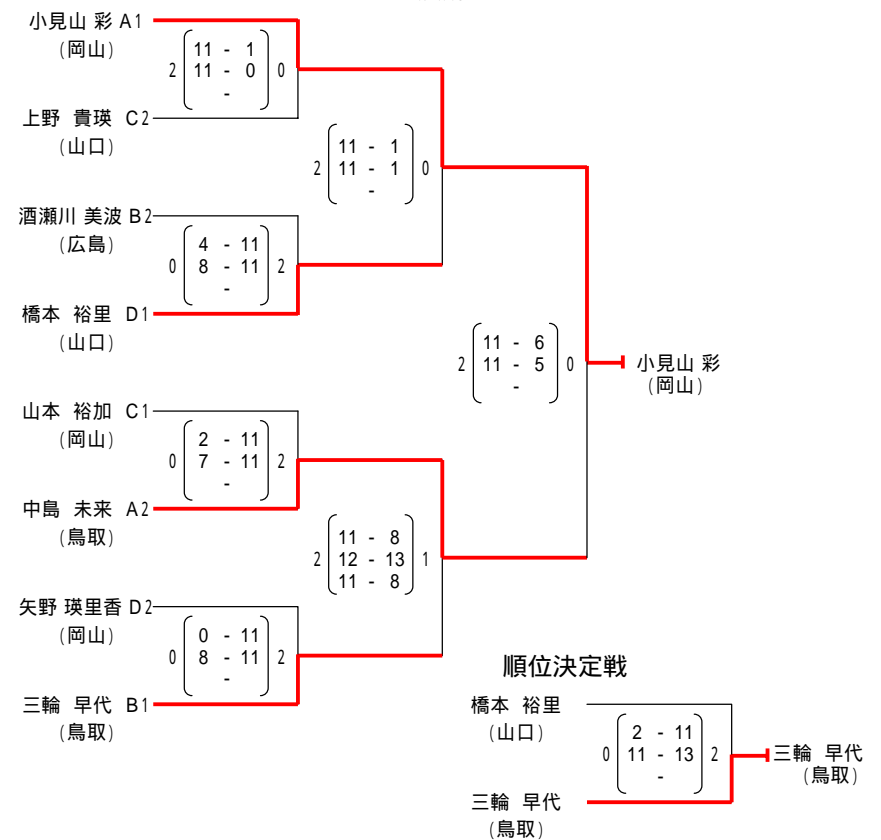 小見山 彩 A1
(岡山)
11 - 1
2 11 - 0 0
-
上野 貴瑛 C2
(山口)
11 - 1
2 11 - 1 0
-
酒瀬川 美波 B2
(広島)
4 - 11
0 8 - 11 2
-
橋本 裕里 D1
(山口)
11 - 6
2 11 - 5 0
-
小見山 彩
(岡山)
山本 裕加 C1
(岡山)
2 - 11
0 7 - 11 2
-
中島 未来 A2
(鳥取)
11 - 8
2 12 - 13 1
11 - 8
矢野 瑛里香 D2
(岡山)
0 - 11
0 8 - 11 2
-
三輪 早代 B1
(鳥取)
順位決定戦
橋本 裕里
(山口)
2 - 11
0 11 - 13 2
-
三輪 早代
(鳥取)
三輪 早代
(鳥取)